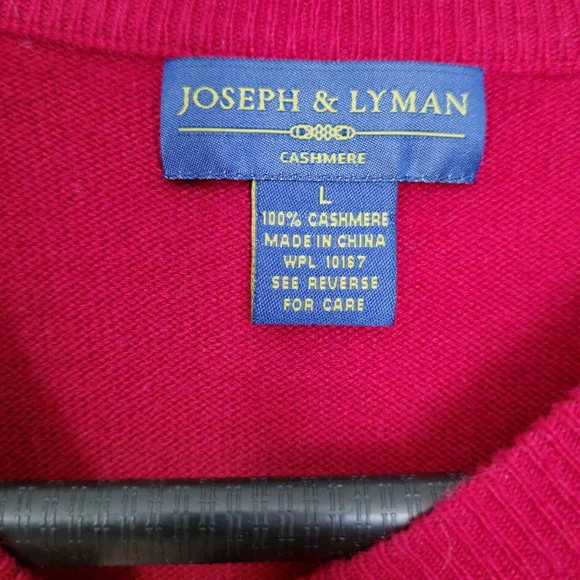 JOSEPH & LYMAN
CASHMERE
L
100% CASHMERE
MADE IN CHINA
WPL 10167
SEE REVERSE
FOR CARE